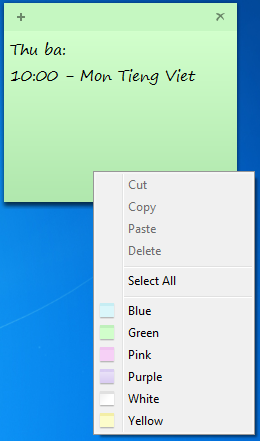 Thu ba:
10:00 - Mon Tieng Viet
Cut
Copy
Paste
Delete
Select All
Blue
Green
Pink
Purple
White
Yellow